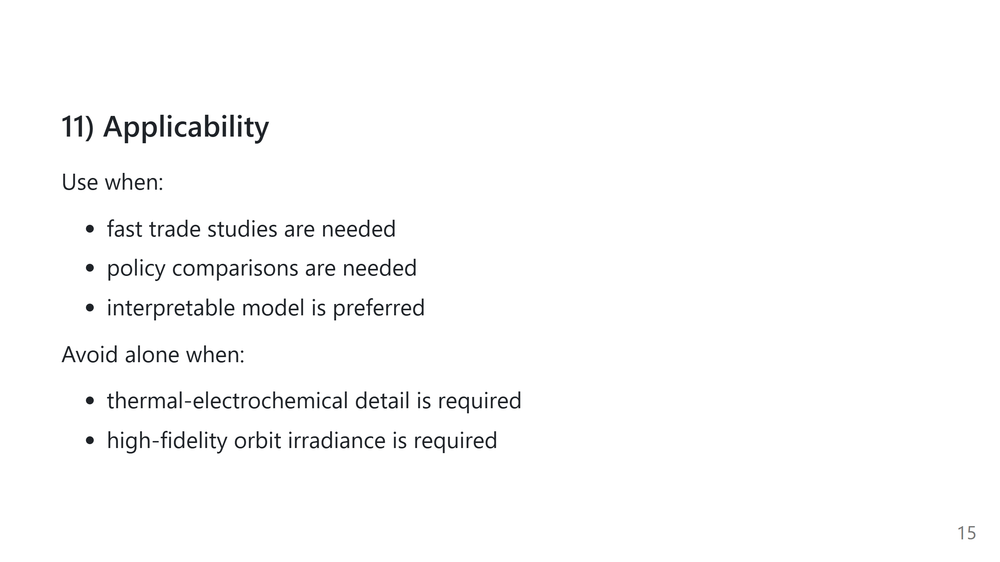 11) Applicability
Use when:
• fast trade studies are needed
• policy comparisons are needed
• interpretable model is preferred
Avoid alone when:
• thermal-electrochemical detail is required
• high-fidelity orbit irradiance is required
15